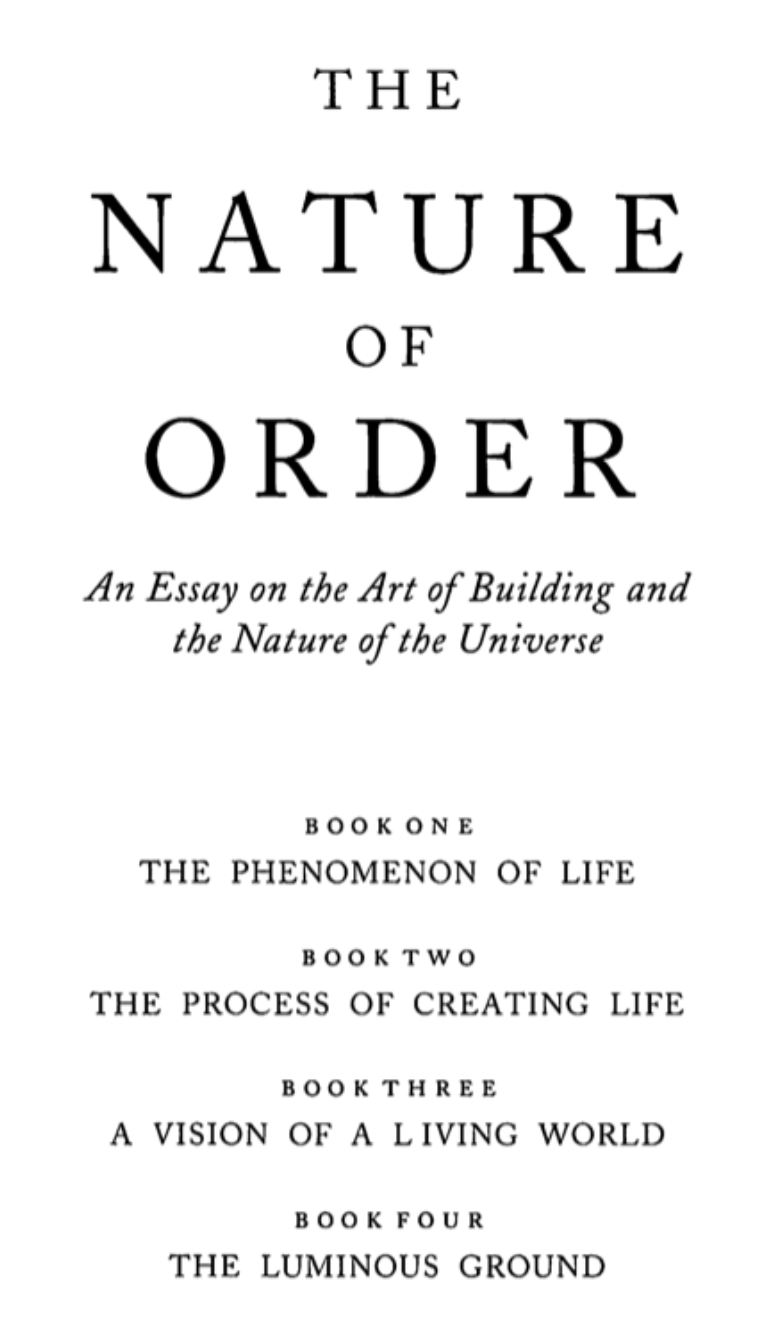 THE
NATURE
OF
ORDER
An Essay on the Art of Building and
the Nature of the Universe
BOOK ONE
THE PHENOMENON OF LIFE
BOOK TWO
THE PROCESS OF CREATING LIFE
BOOK THREE
A VISION OF A LIVING WORLD
BOOK FOUR
THE LUMINOUS GROUND